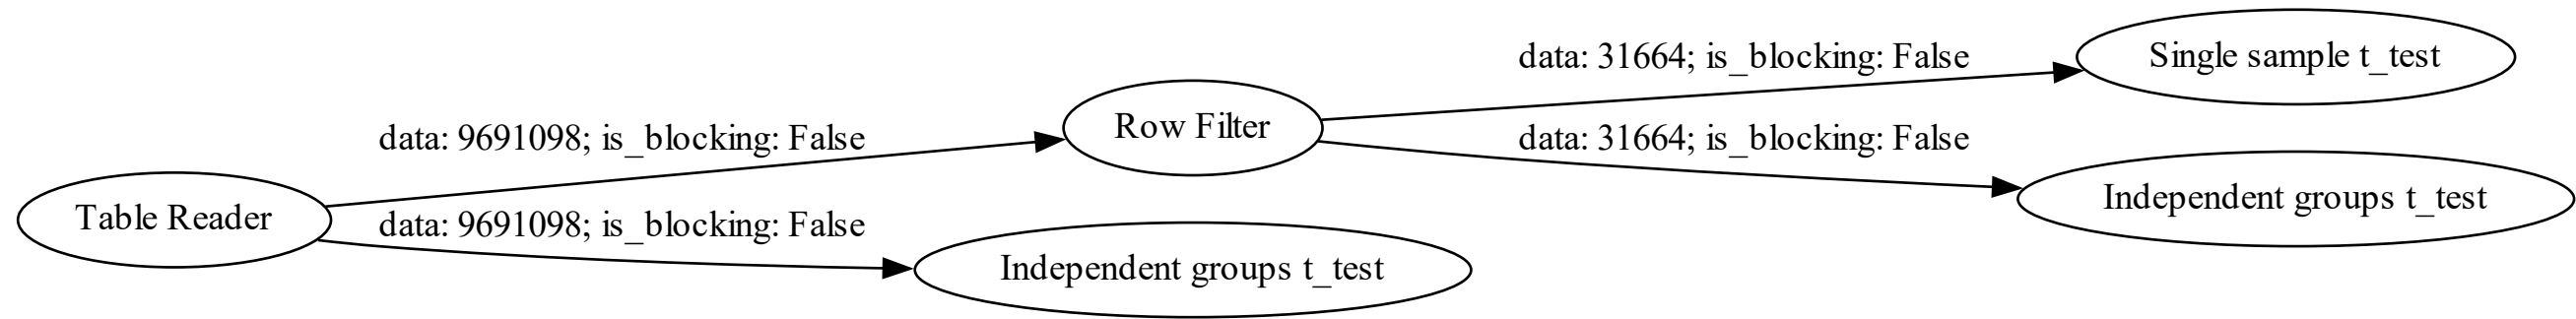 data: 31664; is_blocking: False
Single sample t_test
data: 9691098; is_blocking: False
Row Filter
data: 31664; is_blocking: False
Independent groups t_test
Table Reader
data: 9691098; is_blocking: False
Independent groups t_test